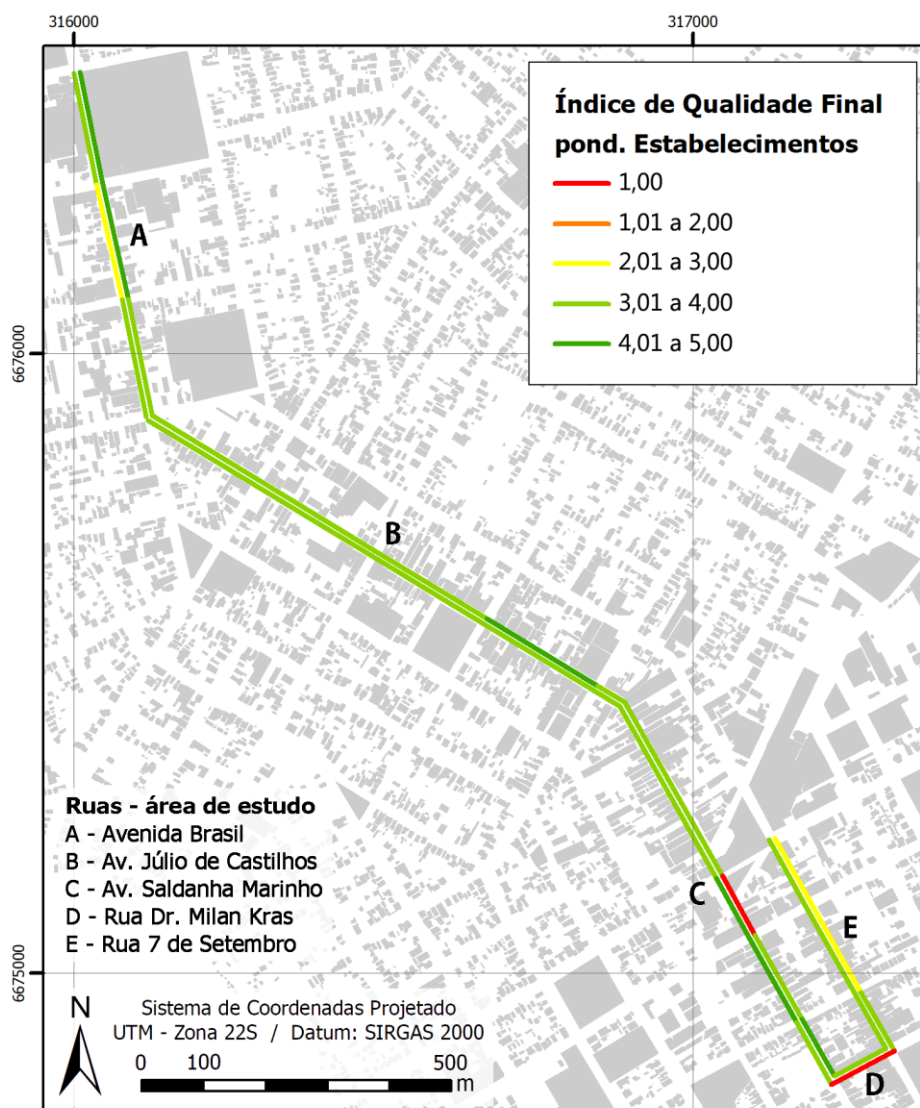 316000
317000
Índice de Qualidade Final
pond. Estabelecimentos
1,00
1,01 a 2,00
2,01 a 3,00
3,01 a 4,00
4,01 a 5,00
A
6676000
B
Ruas - área de estudo
A - Avenida Brasil
B - Av. Júlio de Castilhos
C - Av. Saldanha Marinho
D - Rua Dr. Milan Kras
E - Rua 7 de Setembro
C
E
6675000
N
Sistema de Coordenadas Projetado
UTM - Zona 22S / Datum: SIRGAS 2000
0 100 500
m
D